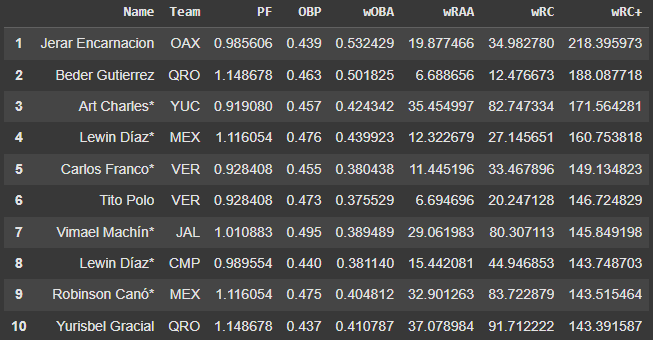 Name Team PF OBP wOBA wRAA wRC wRC+
1 Jerar Encarnacion OAX 0.985606 0.439 0.532429 19.877466 34.982780 218.395973
2 Beder Gutierrez QRO 1.148678 0.463 0.501825 6.688656 12.476673 188.087718
3 Art Charles* YUC 0.919080 0.457 0.424342 35.454997 82.747334 171.564281
4 Lewin Díaz* MEX 1.116054 0.476 0.439923 12.322679 27.145651 160.753818
5 Carlos Franco* VER 0.928408 0.455 0.380438 11.445196 33.467896 149.134823
6 Tito Polo VER 0.928408 0.473 0.375529 6.694696 20.247128 146.724829
7 Vimael Machín* JAL 1.010883 0.495 0.389489 29.061983 80.307113 145.849198
8 Lewin Díaz* CMP 0.989554 0.440 0.381140 15.442081 44.946853 143.748703
9 Robinson Canó* MEX 1.116054 0.475 0.404812 32.901263 83.722879 143.515464
10 Yurisbel Gracial QRO 1.148678 0.437 0.410787 37.078984 91.712222 143.391587